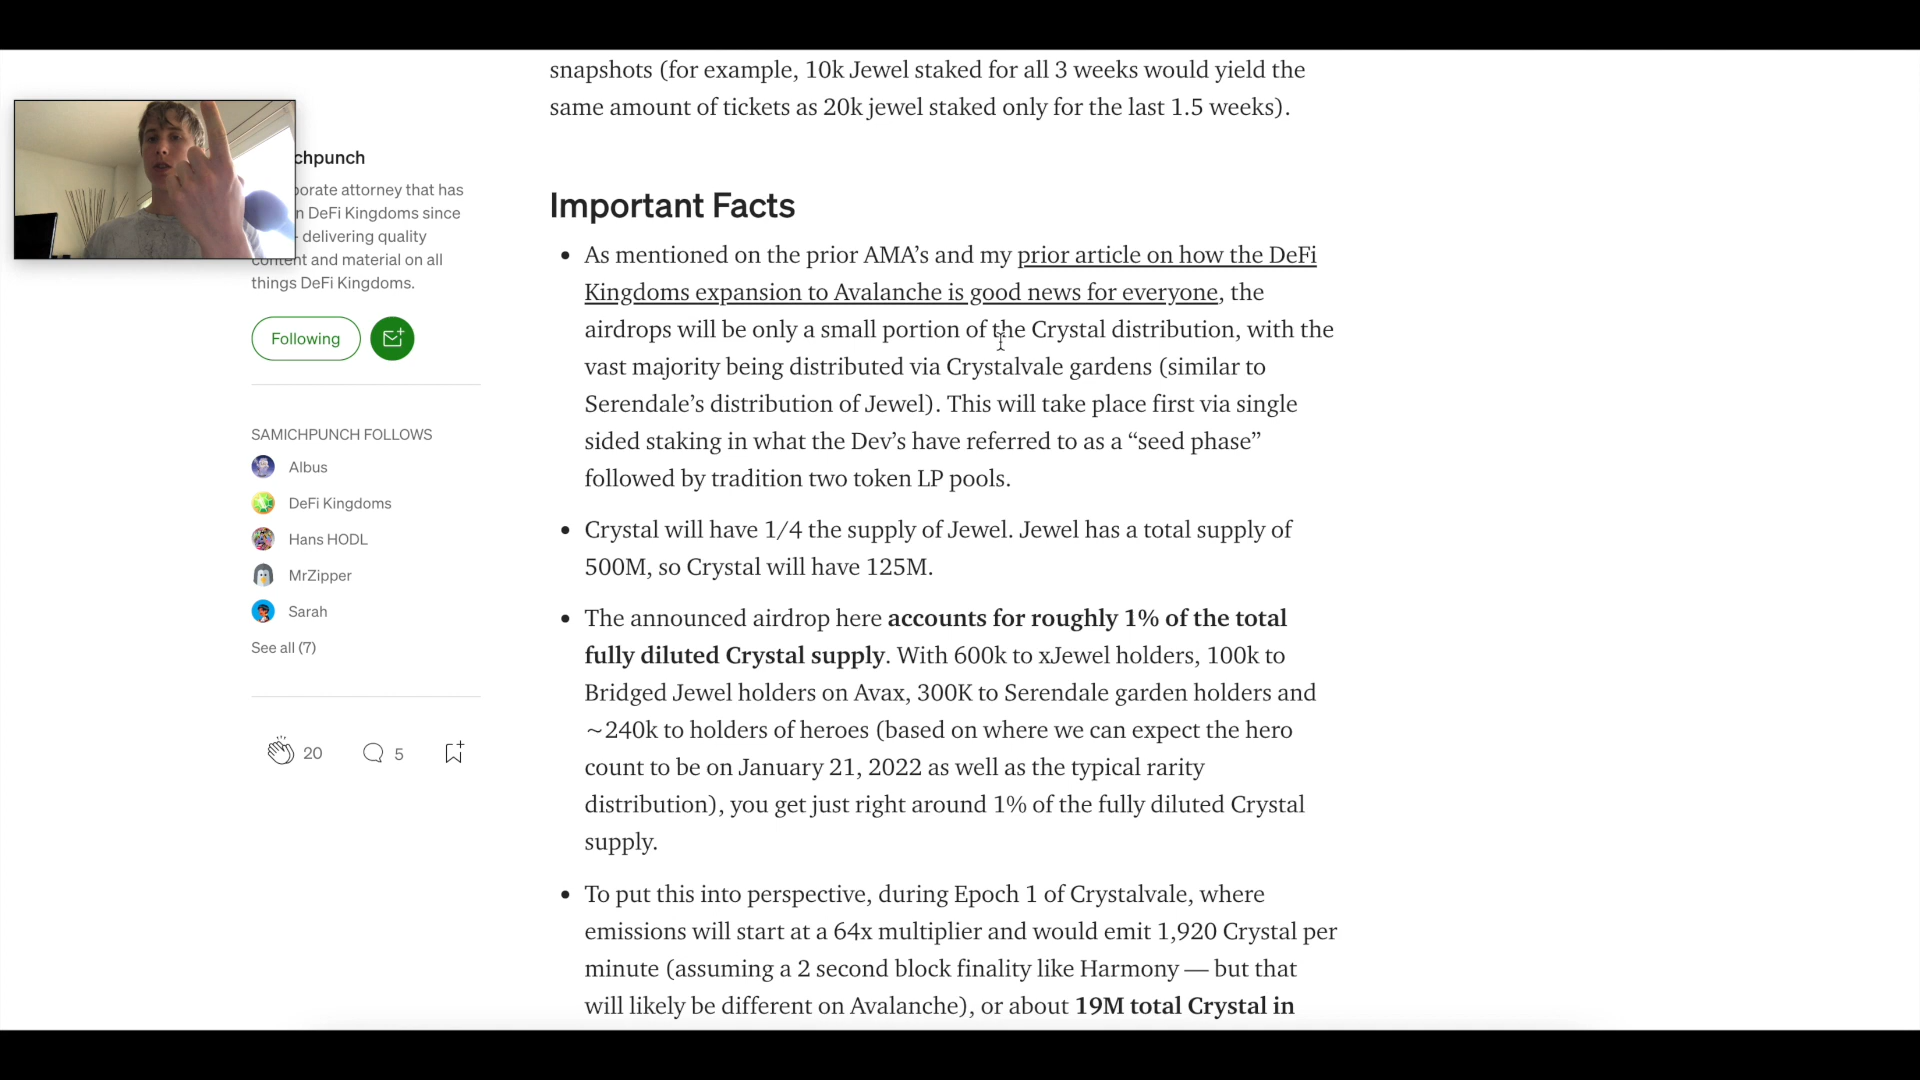 snapshots (for example, 10k Jewel staked for all 3 weeks would yield the
same amount of tickets as 20k jewel staked only for the last 1.5 weeks).
chpunch
porate attorney that has
n DeFi Kingdoms since
- delivering quality
content and material on all
things DeFi Kingdoms.
Following
SAMICHPUNCH FOLLOWS
Albus
DeFi Kingdoms
Hans HODL
MrZipper
Sarah
See all (7)
20
5
Important Facts
• As mentioned on the prior AMA’s and my prior article on how the DeFi
Kingdoms expansion to Avalanche is good news for everyone, the
airdrops will be only a small portion of the Crystal distribution, with the
vast majority being distributed via Crystalvale gardens (similar to
Serendale’s distribution of Jewel). This will take place first via single
sided staking in what the Dev’s have referred to as a “seed phase”
followed by tradition two token LP pools.
• Crystal will have 1/4 the supply of Jewel. Jewel has a total supply of
500M, so Crystal will have 125M.
• The announced airdrop here accounts for roughly 1% of the total
fully diluted Crystal supply. With 600k to xJewel holders, 100k to
Bridged Jewel holders on Avax, 300K to Serendale garden holders and
~240k to holders of heroes (based on where we can expect the hero
count to be on January 21, 2022 as well as the typical rarity
distribution), you get just right around 1% of the fully diluted Crystal
supply.
• To put this into perspective, during Epoch 1 of Crystalvale, where
emissions will start at a 64x multiplier and would emit 1,920 Crystal per
minute (assuming a 2 second block finality like Harmony — but that
will likely be different on Avalanche), or about 19M total Crystal in